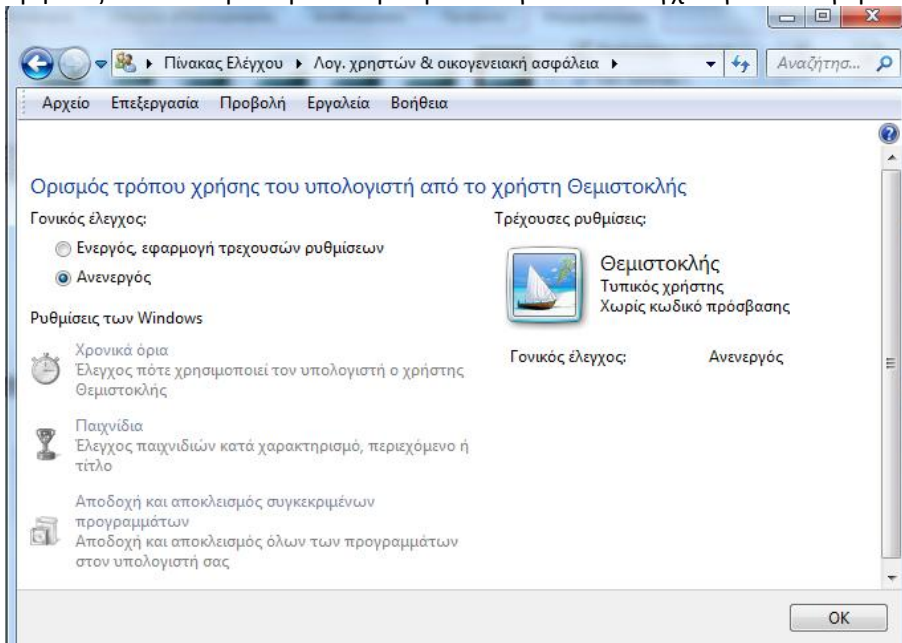 Πίνακας Ελέγχου Λογ. χρηστών & οικογενειακή ασφάλεια Αναζήτησ...
Αρχείο Επεξεργασία Προβολή Εργαλεία Βοήθεια
Ορισμός τρόπου χρήσης του υπολογιστή από το χρήστη Θεμιστοκλής
Γονικός έλεγχος:
Ενεργός, εφαρμογή τρεχουσών ρυθμίσεων
Ανενεργός
Ρυθμίσεις των Windows
Χρονικά όρια
Έλεγχος πότε χρησιμοποιεί τον υπολογιστή ο χρήστης
Θεμιστοκλής
Παιχνίδια
Έλεγχος παιχνιδιών κατά χαρακτηρισμό, περιεχόμενο ή
τίτλο
Αποδοχή και αποκλεισμός συγκεκριμένων
προγραμμάτων
Αποδοχή και αποκλεισμός όλων των προγραμμάτων
στον υπολογιστή σας
Τρέχουσες ρυθμίσεις:
Θεμιστοκλής
Τυπικός χρήστης
Χωρίς κωδικό πρόσβασης
Γονικός έλεγχος: Ανενεργός
OK